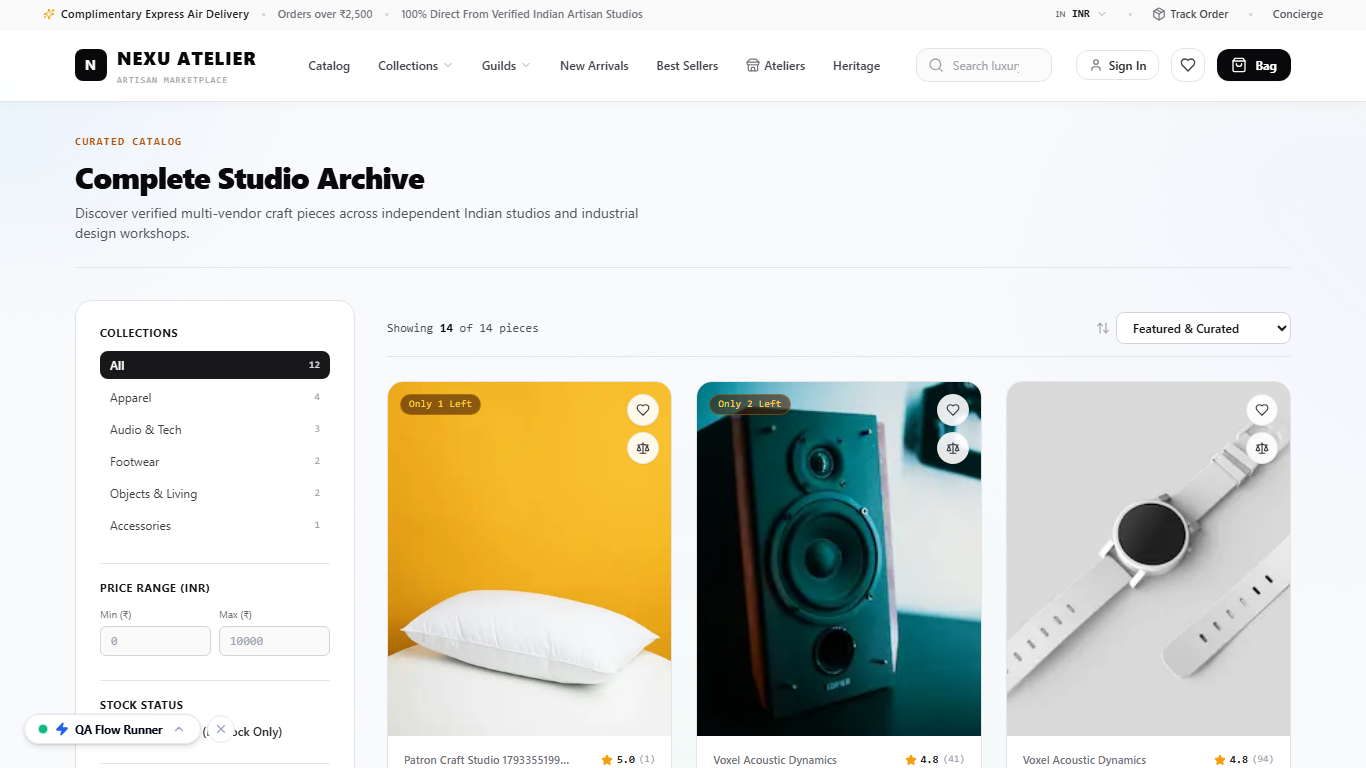 Complimentary Express Air Delivery • Orders over ₹2,500 • 100% Direct From Verified Indian Artisan Studios
IN INR • Track Order • Concierge
N NEXU ATELIER
ARTISAN MARKETPLACE
Catalog Collections Guilds New Arrivals Best Sellers Ateliers Heritage
Search luxur
Sign In
Bag
CURATED CATALOG
Complete Studio Archive
Discover verified multi-vendor craft pieces across independent Indian studios and industrial
design workshops.
COLLECTIONS
All 12
Apparel 4
Audio & Tech 3
Footwear 2
Objects & Living 2
Accessories 1
PRICE RANGE (INR)
Min (₹) Max (₹)
0 10000
STOCK STATUS
ock Only)
QA Flow Runner
Showing 14 of 14 pieces
Featured & Curated
Only 1 Left
Only 2 Left
EDIFIER
Patron Craft Studio 1793355199... 5.0 (1)
Voxel Acoustic Dynamics 4.8 (41)
Voxel Acoustic Dynamics 4.8 (94)